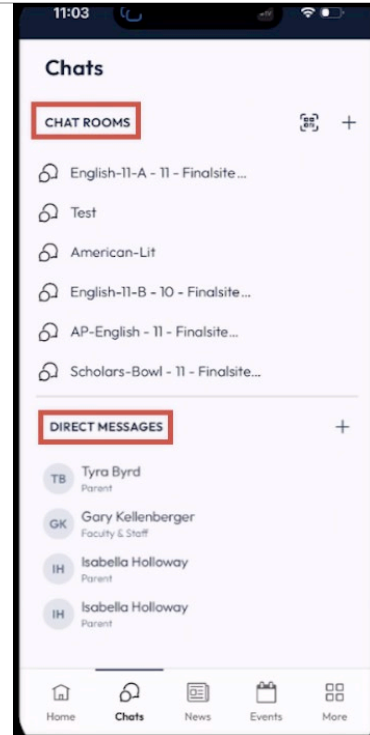 11:03
Chats
CHAT ROOMS
English-11-A - 11 - Finalsite...
Test
American-Lit
English-11-B - 10 - Finalsite...
AP-English - 11 - Finalsite...
Scholars-Bowl - 11 - Finalsite...
DIRECT MESSAGES
TB Tyra Byrd
Parent
GK Gary Kellenberger
Faculty & Staff
IH Isabella Holloway
Parent
IH Isabella Holloway
Parent
Home Chats News Events More